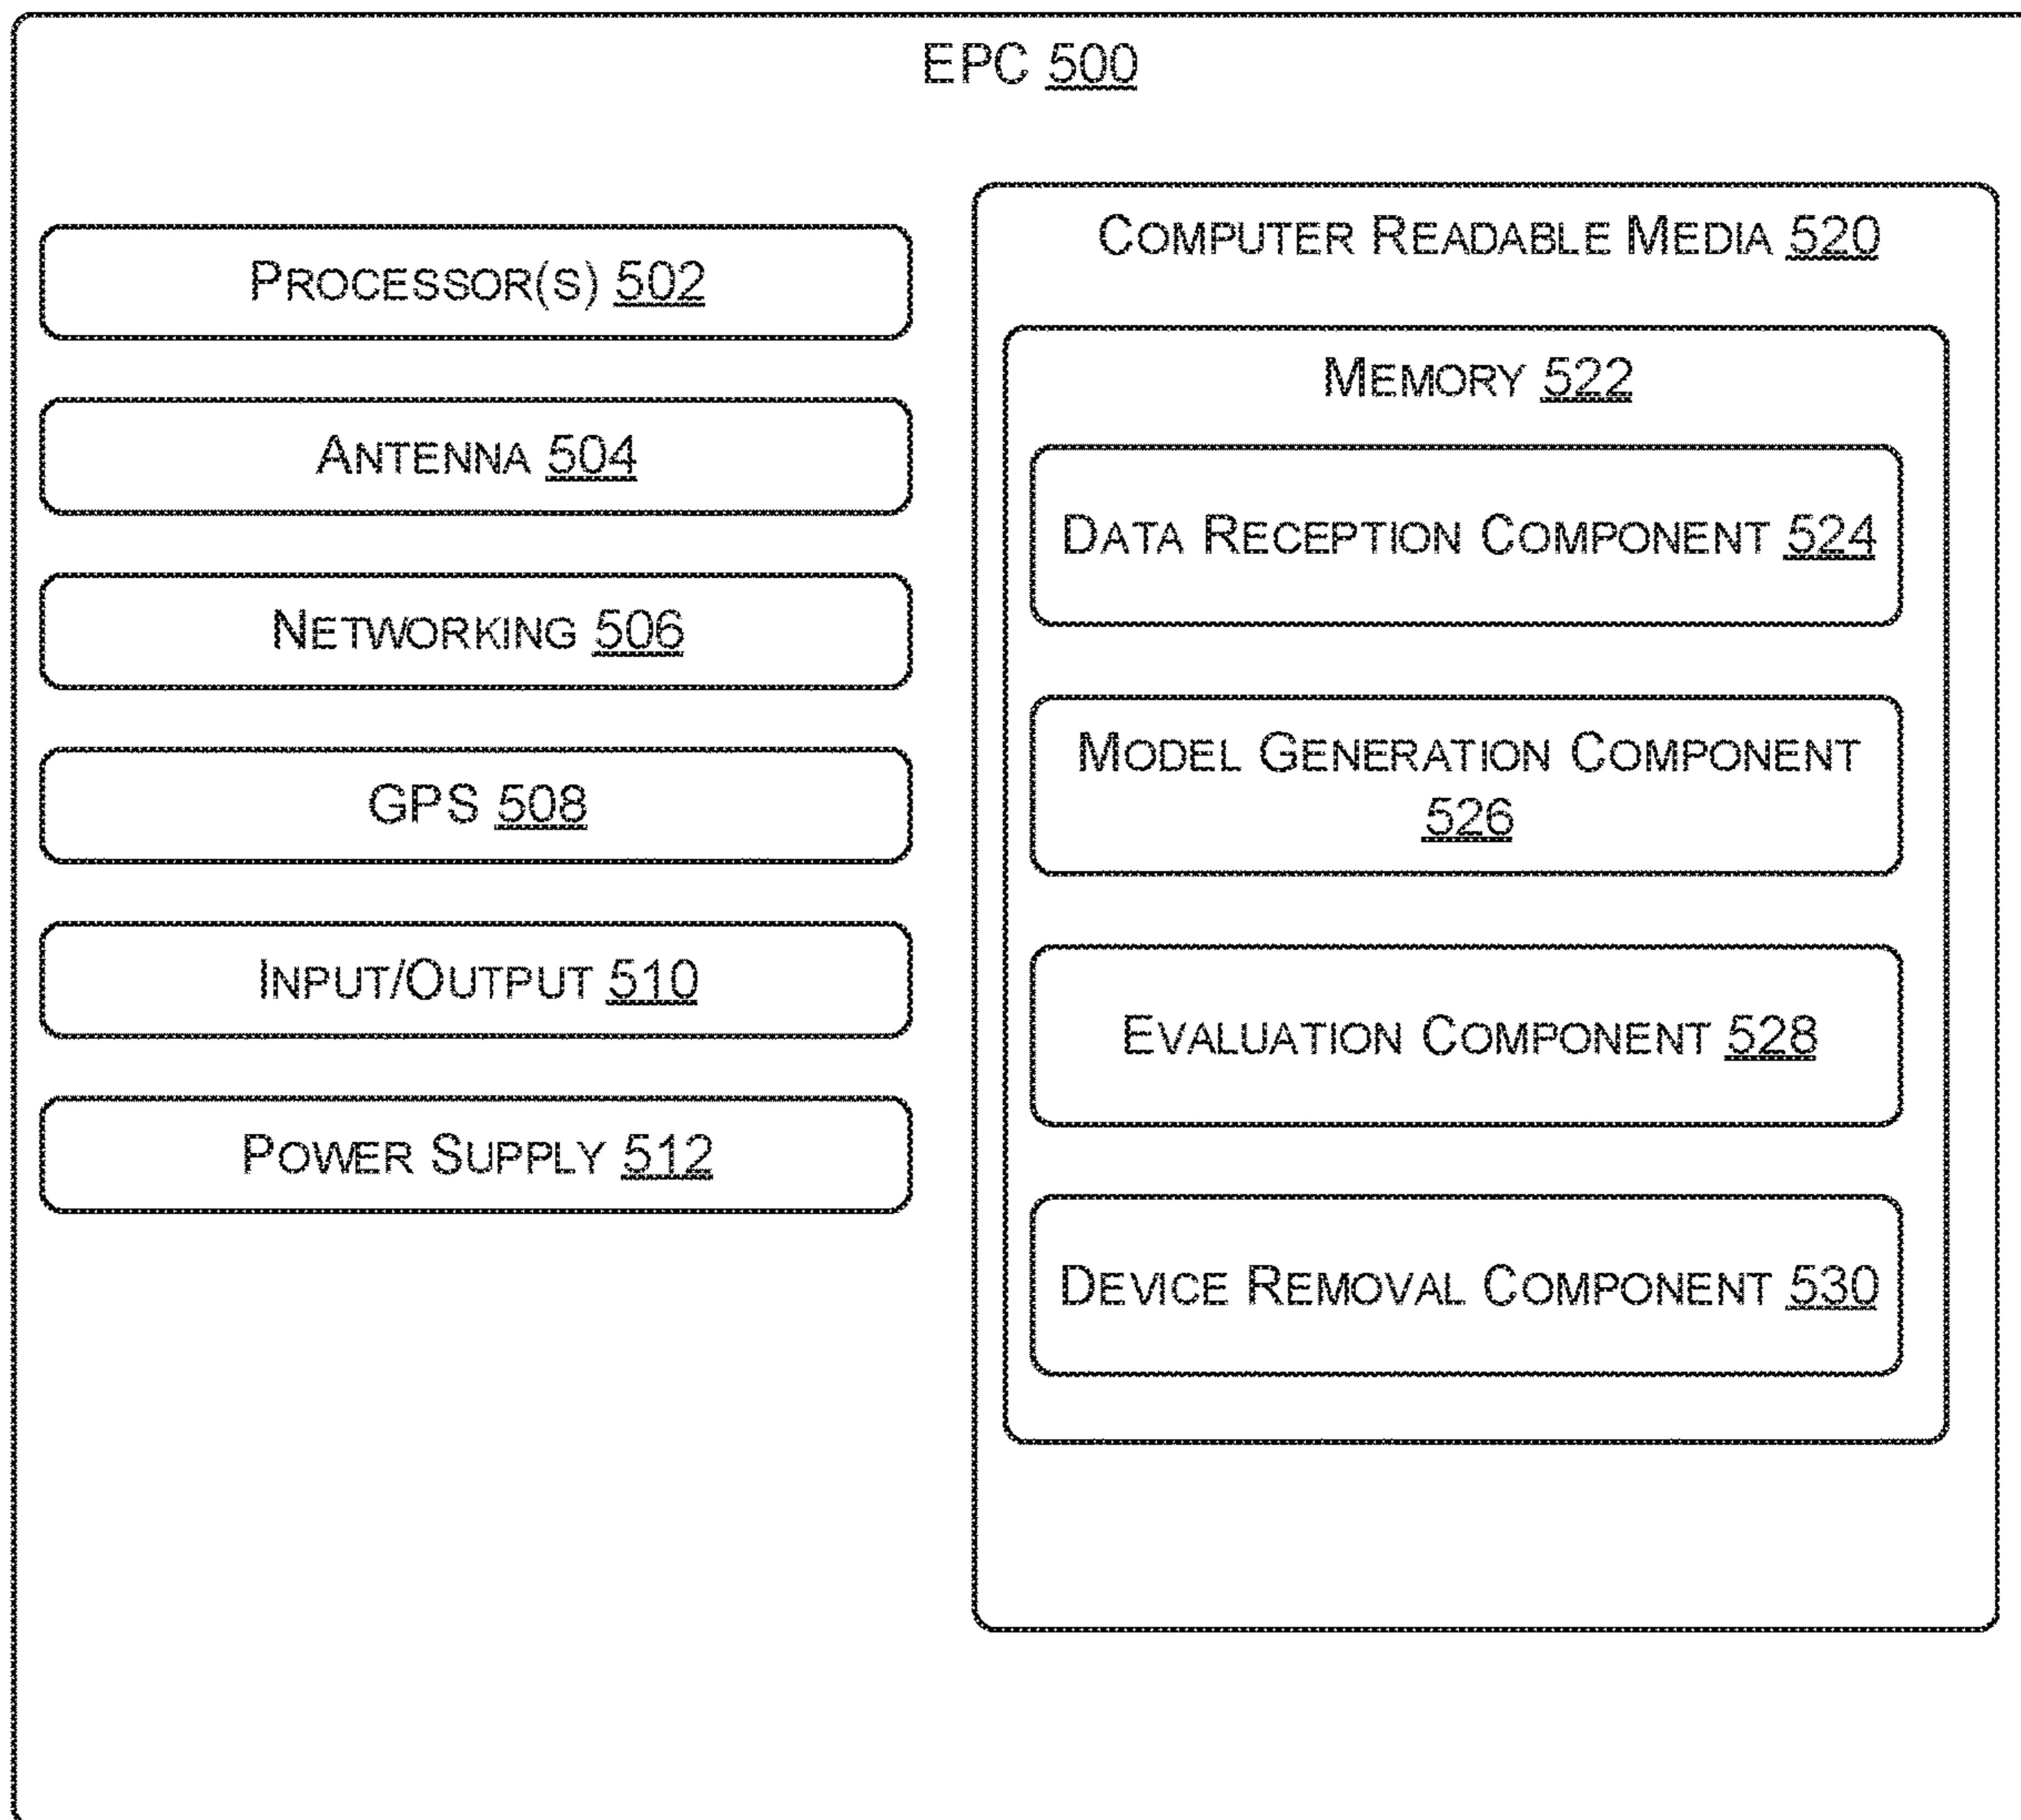 EPC 500
PROCESSOR(S) 502
ANTENNA 504
NETWORKING 506
GPS 508
INPUT/OUTPUT 510
POWER SUPPLY 512
COMPUTER READABLE MEDIA 520
MEMORY 522
DATA RECEPTION COMPONENT 524
MODEL GENERATION COMPONENT
526
EVALUATION COMPONENT 528
DEVICE REMOVAL COMPONENT 530